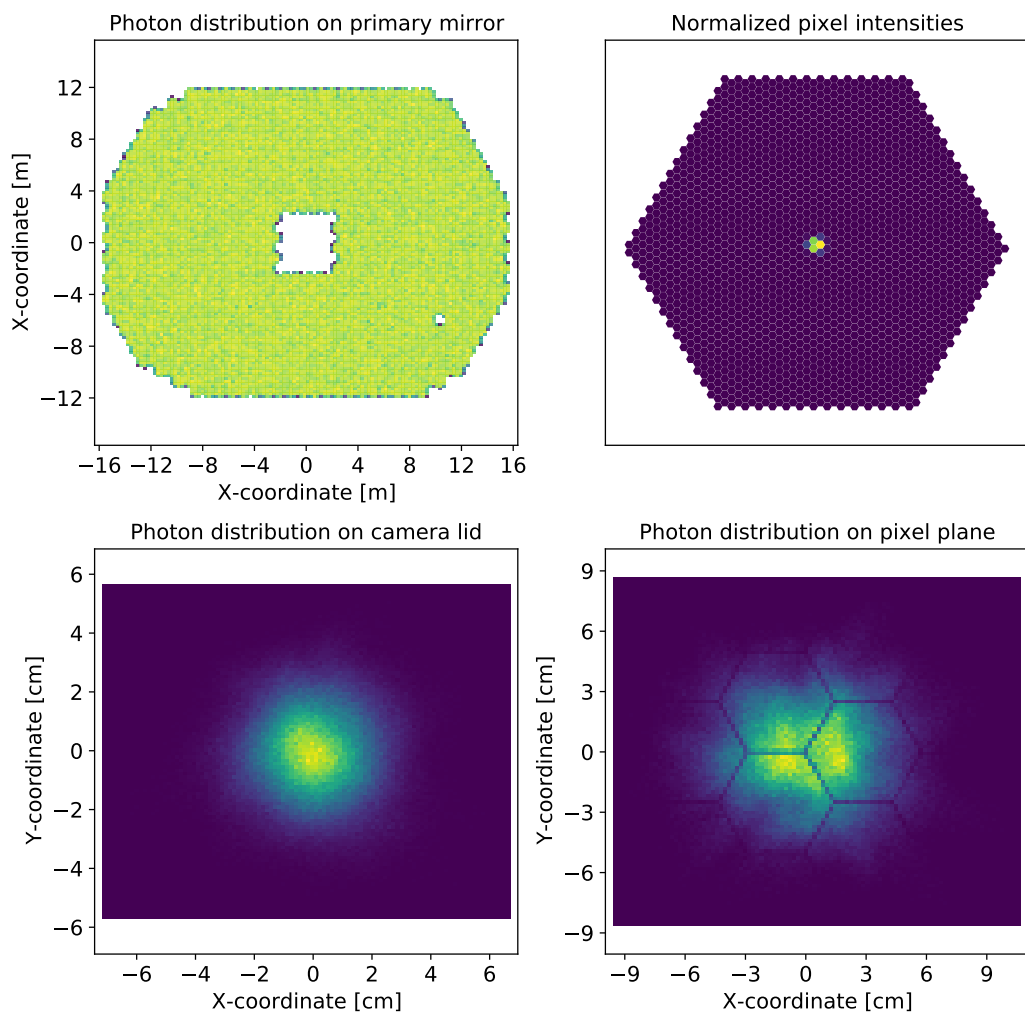 Photon distribution on primary mirror
12
8
4
0
−4
−8
−12
X-coordinate [m]
−16 −12 −8 −4 0 4 8 12 16
X-coordinate [m]
Normalized pixel intensities
Photon distribution on camera lid
6
4
2
0
−2
−4
−6
Y-coordinate [cm]
−6 −4 −2 0 2 4 6
X-coordinate [cm]
Photon distribution on pixel plane
9
6
3
0
−3
−6
−9
Y-coordinate [cm]
−9 −6 −3 0 3 6 9
X-coordinate [cm]